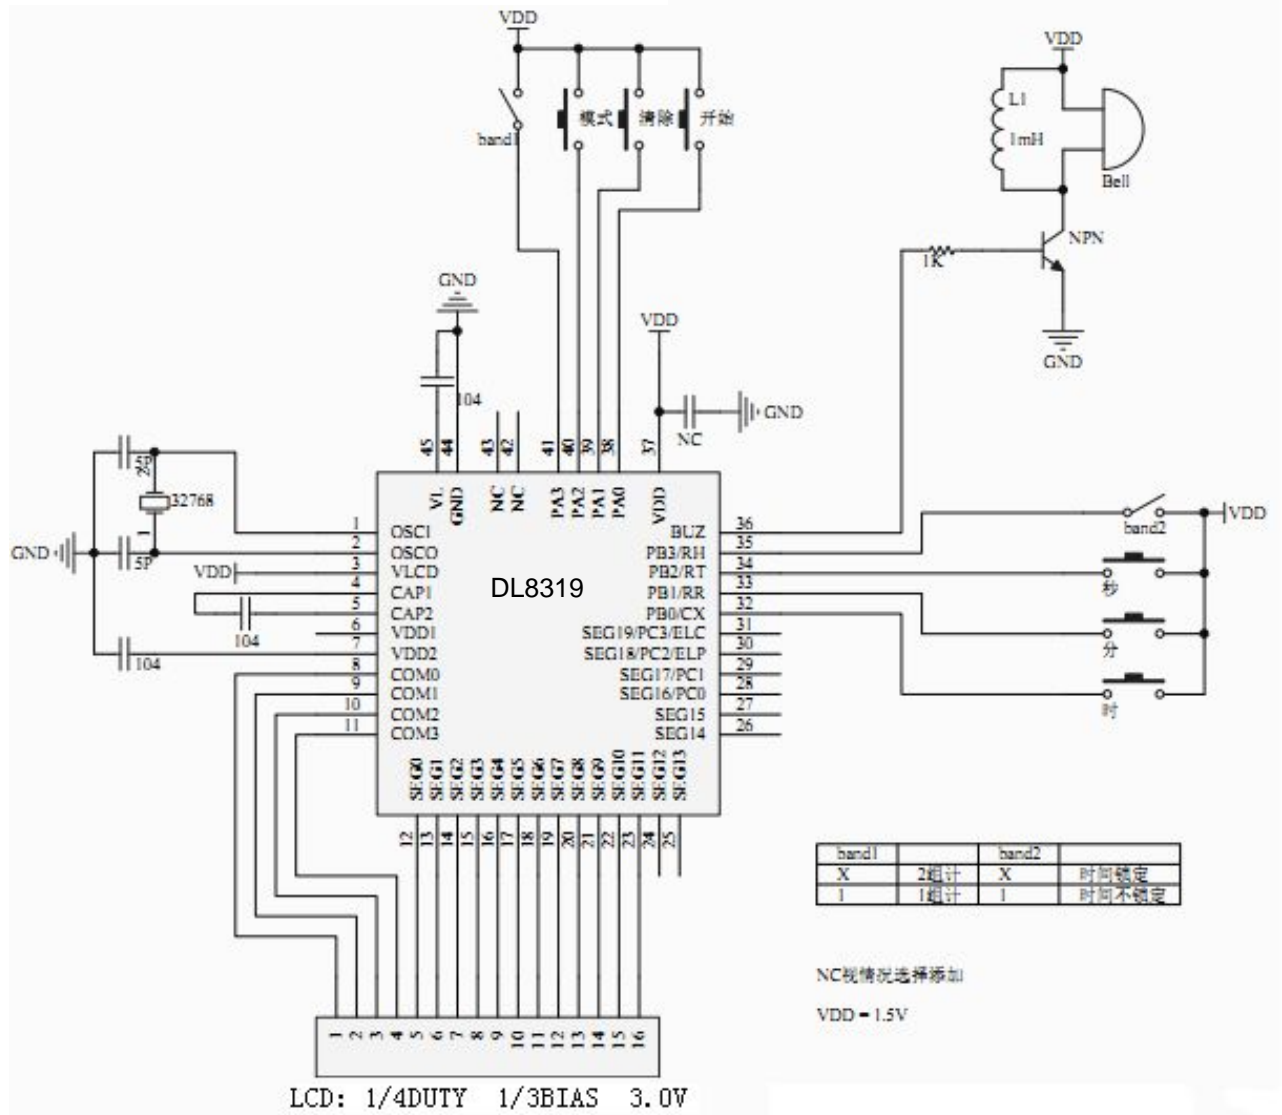 VDD
band1
模式
清除
开始
VDD
L1
1mH
Bell
NPN
1K
GND
GND
104
VDD
NC
GND
45 44 43 42 41 40 39 38 37
VL GND NC NC PA3 PA2 PA1 PA0 VDD
5P
2
32768
1
5P
GND
VDD
104
104
1 OSCI
2 OSCO
3 VLCD
4 CAP1
5 CAP2
6 VDD1
7 VDD2
8 COM0
9 COM1
10 COM2
11 COM3
DL8319
BUZ 36
PB3/RH 35
PB2/RT 34
PB1/RR 33
PB0/CX 32
SEG19/PC3/ELC 31
SEG18/PC2/ELP 30
SEG17/PC1 29
SEG16/PC0 28
SEG15 27
SEG14 26
band2
VDD
秒
分
时
SEG0 SEG1 SEG2 SEG3 SEG4 SEG5 SEG6 SEG7 SEG8 SEG9 SEG10 SEG11 SEG12 SEG13
12 13 14 15 16 17 18 19 20 21 22 23 24 25
band1 band2
X 2组计 X 时间锁定
1 1组计 1 时间不锁定
NC视情况选择添加
VDD = 1.5V
1 2 3 4 5 6 7 8 9 10 11 12 13 14 15 16
LCD: 1/4DUTY 1/3BIAS 3.0V